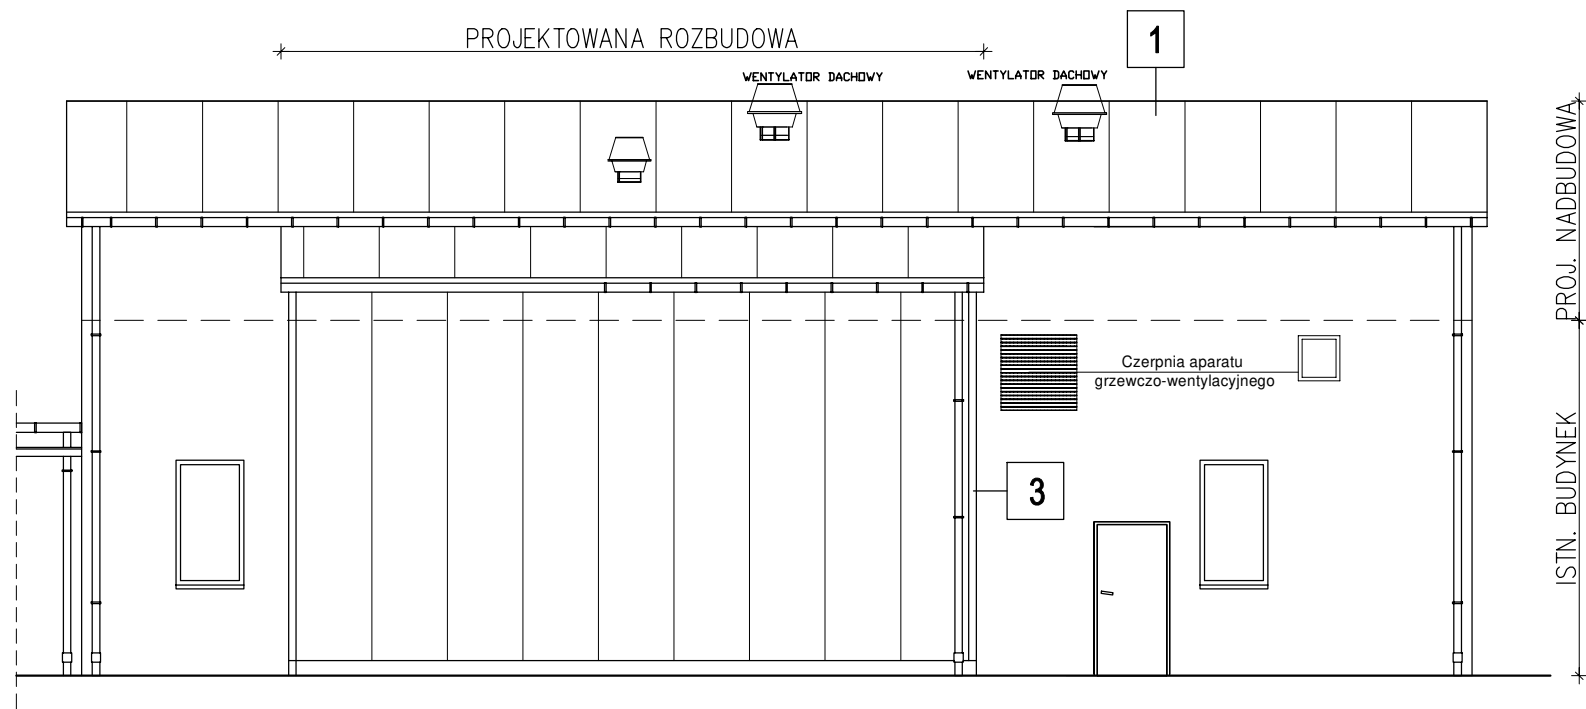 PROJEKTOWANA ROZBUDOWA
1
WENTYLATOR DACHOWY
WENTYLATOR DACHOWY
PROJ. NADBUDOWA
Czerpnia aparatu
grzewczo-wentylacyjnego
3
ISTN. BUDYNEK